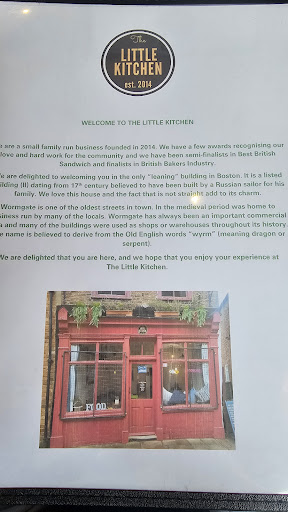 The
LITTLE
KITCHEN
est. 2014
WELCOME TO THE LITTLE KITCHEN
e are a small family run business founded in 2014. We have a few awards recognising our
love and hard work for the community and we have been semi-finalists in Best British
Sandwich and finalists in British Bakers Industry.
e are delighted to welcoming you in the only "leaning" building in Boston. It is a listed
ilding (II) dating from 17th century believed to have been built by a Russian sailor for his
family. We love this house and the fact that is not straight add to its charm.
Wormgate is one of the oldest streets in town. In the medieval period was home to
siness run by many of the locals. Wormgate has always been an important commercial
a and many of the buildings were used as shops or warehouses throughout its history.
e name is believed to derive from the Old English words "wyrm" (meaning dragon or
serpent).
We are delighted that you are here, and we hope that you enjoy your experience at
The Little Kitchen.
FOOD